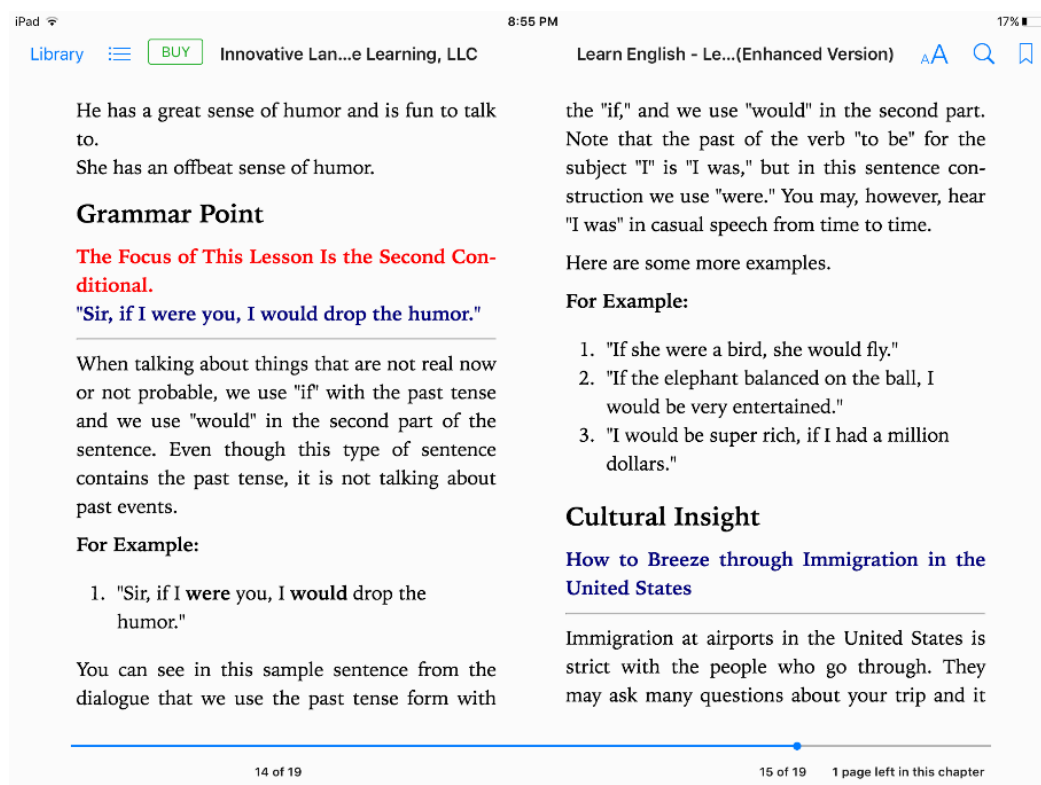 iPad
8:55 PM
17%
Library
BUY
Innovative Lan...e Learning, LLC
Learn English - Le...(Enhanced Version)
AA
He has a great sense of humor and is fun to talk
to.
She has an offbeat sense of humor.
Grammar Point
The Focus of This Lesson Is the Second Con-
ditional.
"Sir, if I were you, I would drop the humor."
When talking about things that are not real now
or not probable, we use "if" with the past tense
and we use "would" in the second part of the
sentence. Even though this type of sentence
contains the past tense, it is not talking about
past events.
For Example:
1. "Sir, if I were you, I would drop the
humor."
You can see in this sample sentence from the
dialogue that we use the past tense form with
the "if," and we use "would" in the second part.
Note that the past of the verb "to be" for the
subject "I" is "I was," but in this sentence con-
struction we use "were." You may, however, hear
"I was" in casual speech from time to time.
Here are some more examples.
For Example:
1. "If she were a bird, she would fly."
2. "If the elephant balanced on the ball, I
would be very entertained."
3. "I would be super rich, if I had a million
dollars."
Cultural Insight
How to Breeze through Immigration in the
United States
Immigration at airports in the United States is
strict with the people who go through. They
may ask many questions about your trip and it
14 of 19
15 of 19
1 page left in this chapter